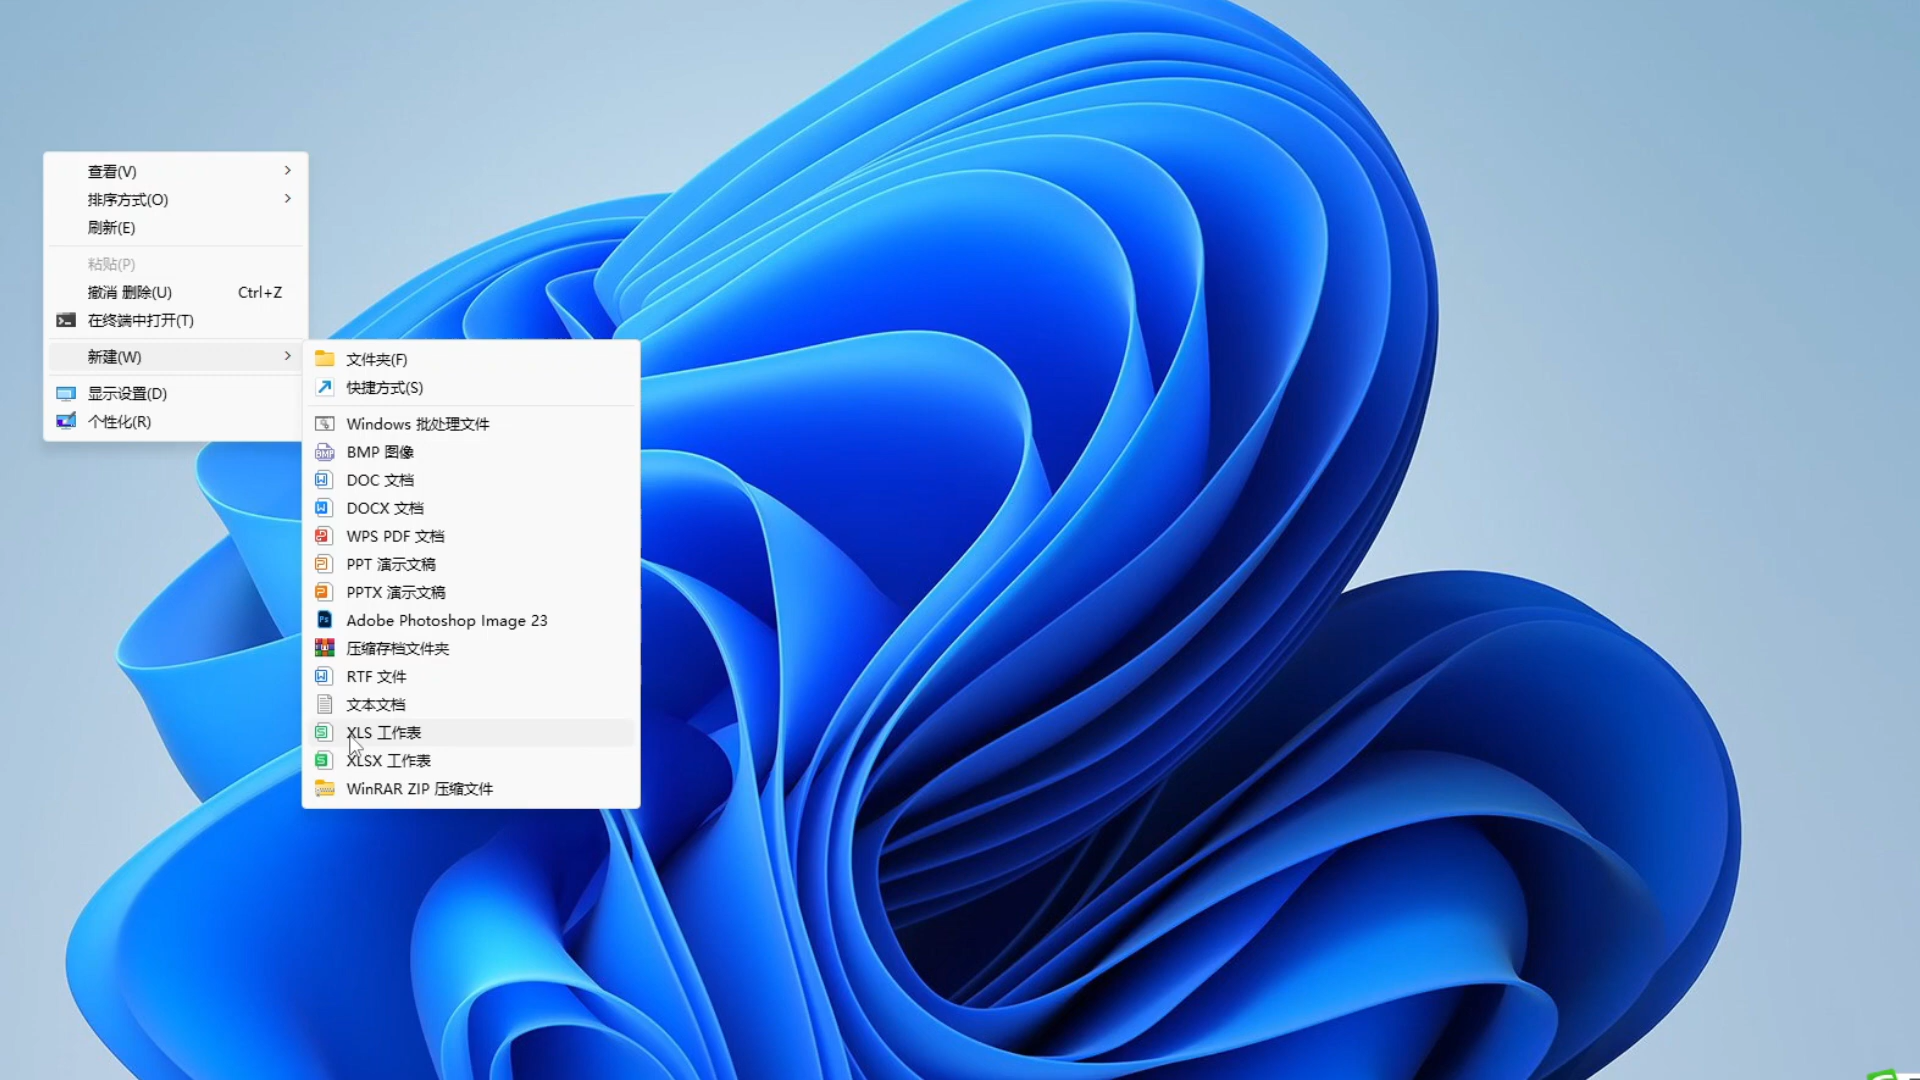 查看(V)
排序方式(O)
刷新(E)
粘贴(P)
撤消 删除(U) Ctrl+Z
在终端中打开(T)
新建(W)
显示设置(D)
个性化(R)
文件夹(F)
快捷方式(S)
Windows 批处理文件
BMP 图像
DOC 文档
DOCX 文档
WPS PDF 文档
PPT 演示文稿
PPTX 演示文稿
Adobe Photoshop Image 23
压缩存档文件夹
RTF 文件
文本文档
XLS 工作表
XLSX 工作表
WinRAR ZIP 压缩文件